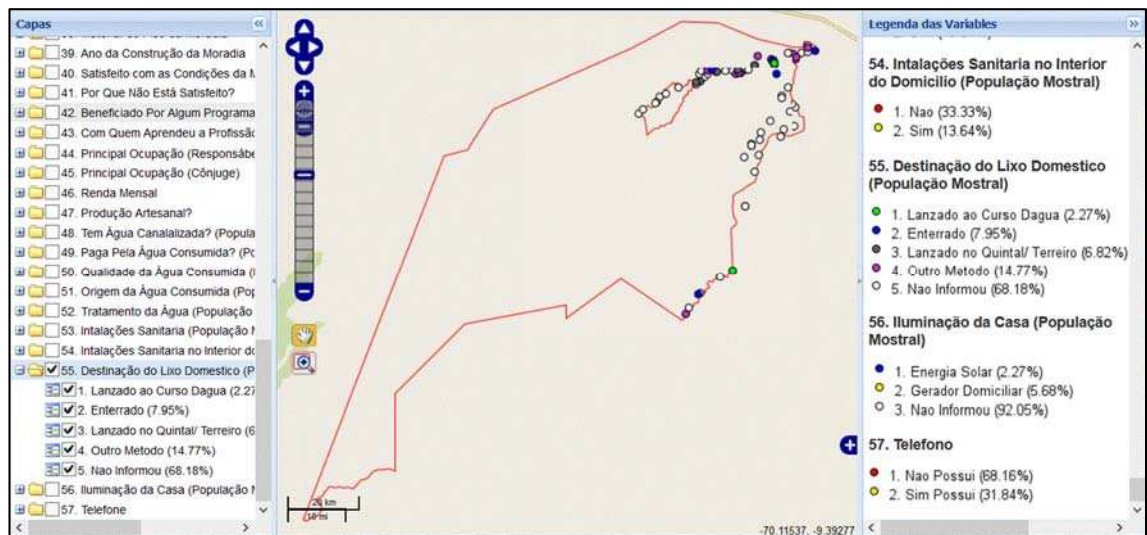 Capas
39. Ano da Construção da Moradia
40. Satisfeito com as Condições da M
41. Por Que Não Está Satisfeito?
42. Beneficiado Por Algum Programa
43. Com Quem Aprendeu a Profissão
44. Principal Ocupação (Responsábe
45. Principal Ocupação (Cônjuge)
46. Renda Mensal
47. Produção Artesanal?
48. Tem Água Canalalizada? (Popula
49. Paga Pela Água Consumida? (Po
50. Qualidade da Água Consumida (
51. Origem da Água Consumida (Pop
52. Tratamento da Água (População
53. Intalações Sanitaria (População M
54. Intalações Sanitaria no Interior do
55. Destinação do Lixo Domestico (P
1. Lanzado ao Curso Dagua (2.27
2. Enterrado (7.95%)
3. Lanzado no Quintal/ Terreiro (6
4. Outro Metodo (14.77%)
5. Nao Informou (68.18%)
56. Iluminação da Casa (População M
57. Telefone
20 km
10 mi
-70.11537, -9.39277
Legenda das Variables
54. Intalações Sanitaria no Interior
do Domicilio (População Mostral)
1. Nao (33.33%)
2. Sim (13.64%)
55. Destinação do Lixo Domestico
(População Mostral)
1. Lanzado ao Curso Dagua (2.27%)
2. Enterrado (7.95%)
3. Lanzado no Quintal/ Terreiro (6.82%)
4. Outro Metodo (14.77%)
5. Nao Informou (68.18%)
56. Iluminação da Casa (População
Mostral)
1. Energia Solar (2.27%)
2. Gerador Domiciliar (5.68%)
3. Nao Informou (92.05%)
57. Telefono
1. Nao Possui (68.16%)
2. Sim Possui (31.84%)